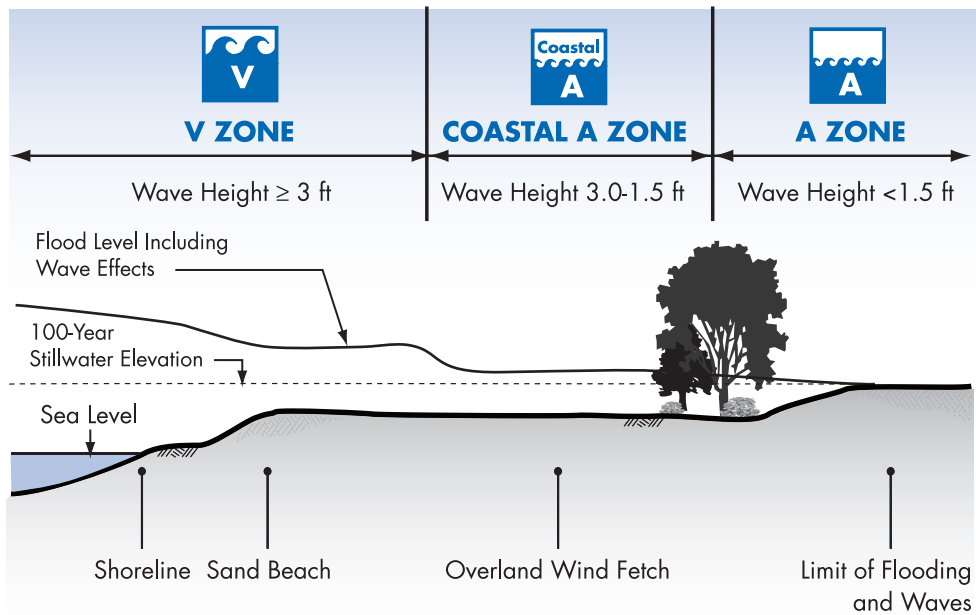 V
Coastal
A
A
V ZONE
COASTAL A ZONE
A ZONE
Wave Height ≥ 3 ft
Wave Height 3.0-1.5 ft
Wave Height <1.5 ft
Flood Level Including
Wave Effects
100-Year
Stillwater Elevation
Sea Level
Shoreline
Sand Beach
Overland Wind Fetch
Limit of Flooding
and Waves